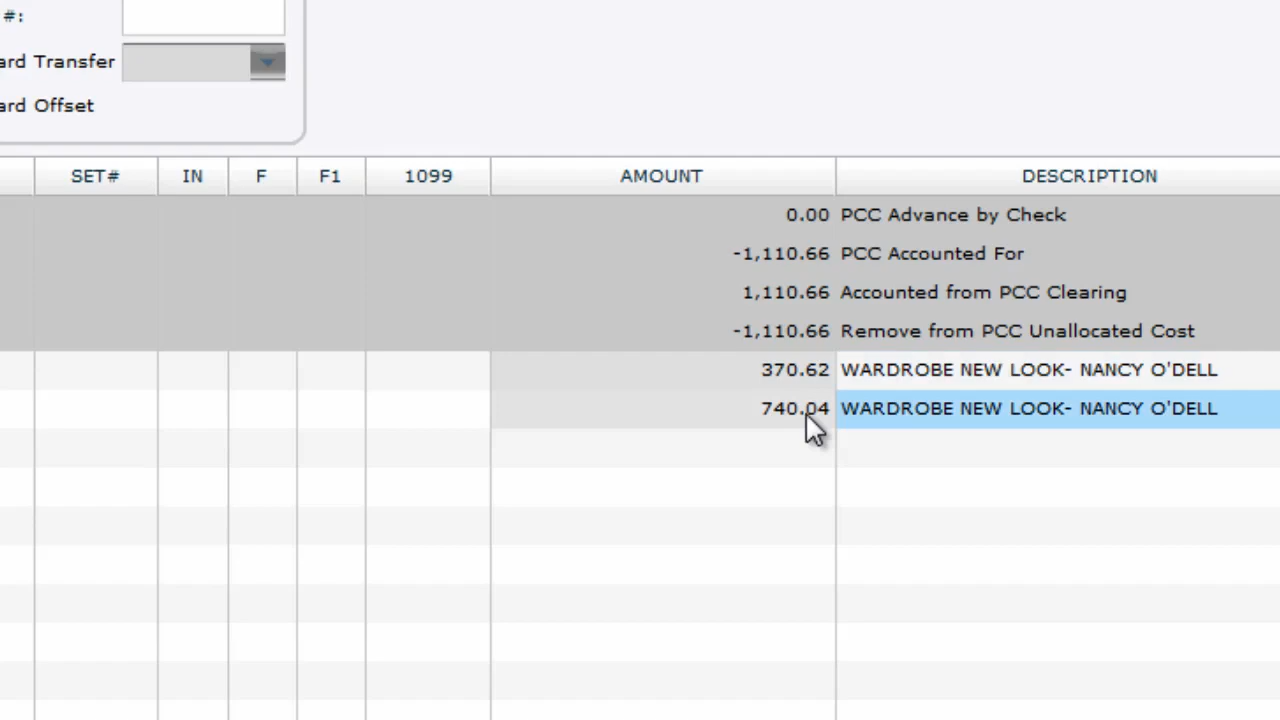 #:
ard Transfer
ard Offset
SET# IN F F1 1099 AMOUNT DESCRIPTION
0.00 PCC Advance by Check
-1,110.66 PCC Accounted For
1,110.66 Accounted from PCC Clearing
-1,110.66 Remove from PCC Unallocated Cost
370.62 WARDROBE NEW LOOK- NANCY O'DELL
740.04 WARDROBE NEW LOOK- NANCY O'DELL